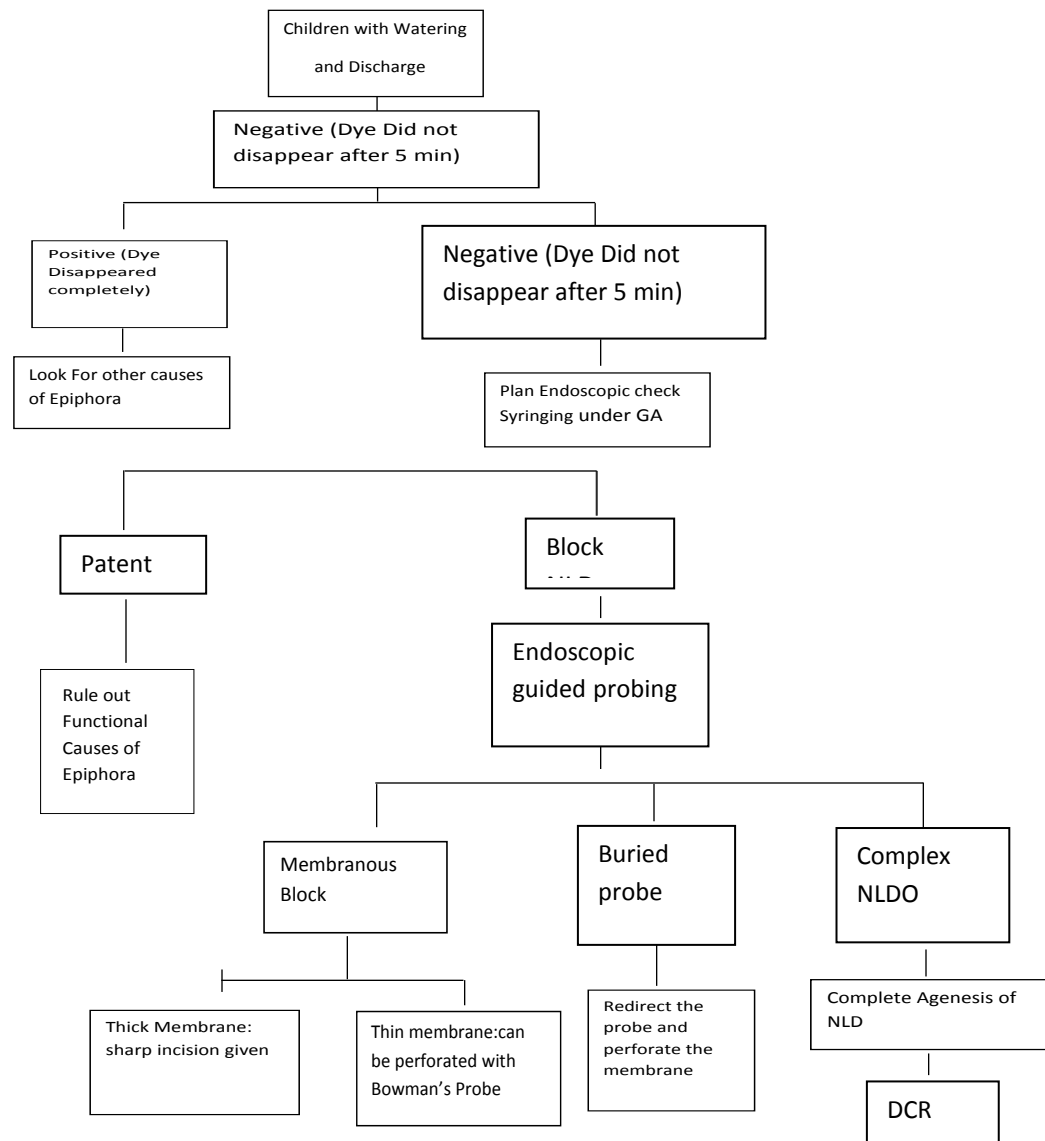 Children with Watering
and Discharge
Negative (Dye Did not
disappear after 5 min)
Positive (Dye
Disappeared
completely)
Negative (Dye Did not
disappear after 5 min)
Look For other causes
of Epiphora
Plan Endoscopic check
Syringing under GA
Patent
Block
Rule out
Functional
Causes of
Epiphora
Endoscopic
guided probing
Membranous
Block
Buried
probe
Complex
NLDO
Thick Membrane:
sharp incision given
Thin membrane:can
be perforated with
Bowman's Probe
Redirect the
probe and
perforate the
membrane
Complete Agenesis of
NLD
DCR